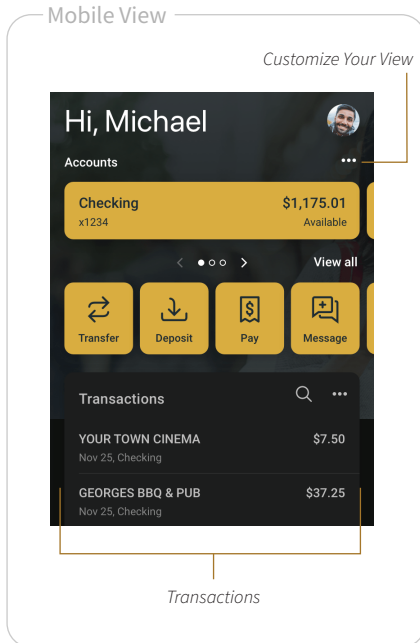 Mobile View
Customize Your View
Hi, Michael
Accounts
Checking $1,175.01
x1234 Available
View all
Transfer Deposit Pay Message
Transactions
YOUR TOWN CINEMA $7.50
Nov 25, Checking
GEORGES BBQ & PUB $37.25
Nov 25, Checking
Transactions